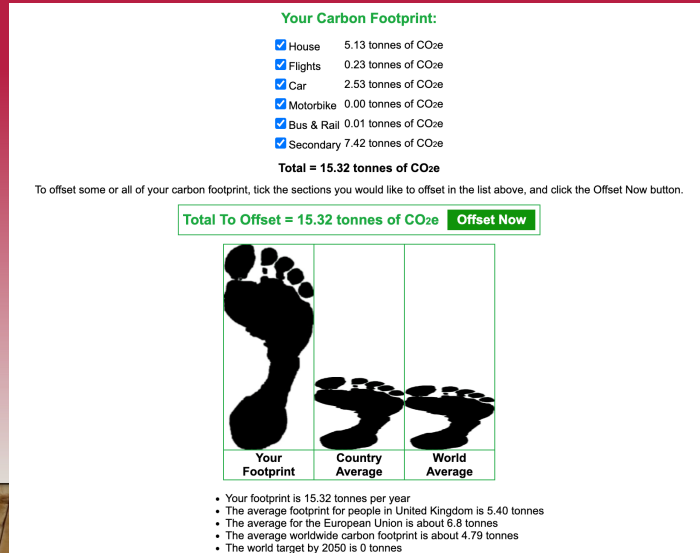 Your Carbon Footprint:
House 5.13 tonnes of CO2e
Flights 0.23 tonnes of CO2e
Car 2.53 tonnes of CO2e
Motorbike 0.00 tonnes of CO2e
Bus & Rail 0.01 tonnes of CO2e
Secondary 7.42 tonnes of CO2e
Total = 15.32 tonnes of CO2e
To offset some or all of your carbon footprint, tick the sections you would like to offset in the list above, and click the Offset Now button.
Total To Offset = 15.32 tonnes of CO2e Offset Now
Your Country World
Footprint Average Average
• Your footprint is 15.32 tonnes per year
• The average footprint for people in United Kingdom is 5.40 tonnes
• The average for the European Union is about 6.8 tonnes
• The average worldwide carbon footprint is about 4.79 tonnes
• The world target by 2050 is 0 tonnes